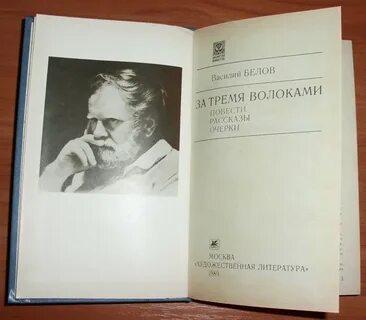 Василий БЕЛОВ
ЗА ТРЕМЯ ВОЛОКАМИ
ПОВЕСТИ
РАССКАЗЫ
ОЧЕРКИ
МОСКВА
«ХУДОЖЕСТВЕННАЯ ЛИТЕРАТУРА»